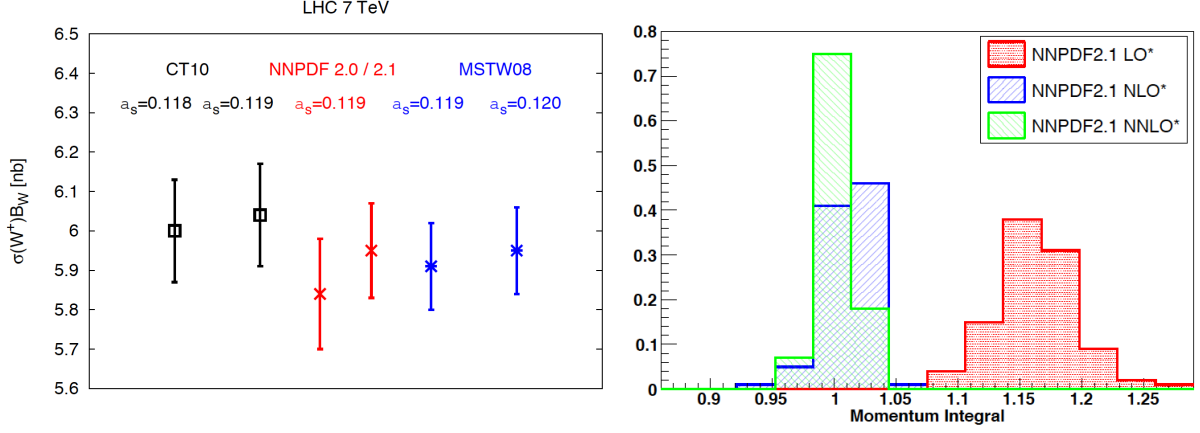 LHC 7 TeV
σ(W⁺)B_W [nb]
6.5
6.4
6.3
6.2
6.1
6
5.9
5.8
5.7
5.6
CT10
NNPDF 2.0 / 2.1
MSTW08
a_s=0.118
a_s=0.119
a_s=0.119
a_s=0.119
a_s=0.120
0.8
0.7
0.6
0.5
0.4
0.3
0.2
0.1
0
NNPDF2.1 LO*
NNPDF2.1 NLO*
NNPDF2.1 NNLO*
0.9
0.95
1
1.05
1.1
1.15
1.2
1.25
Momentum Integral